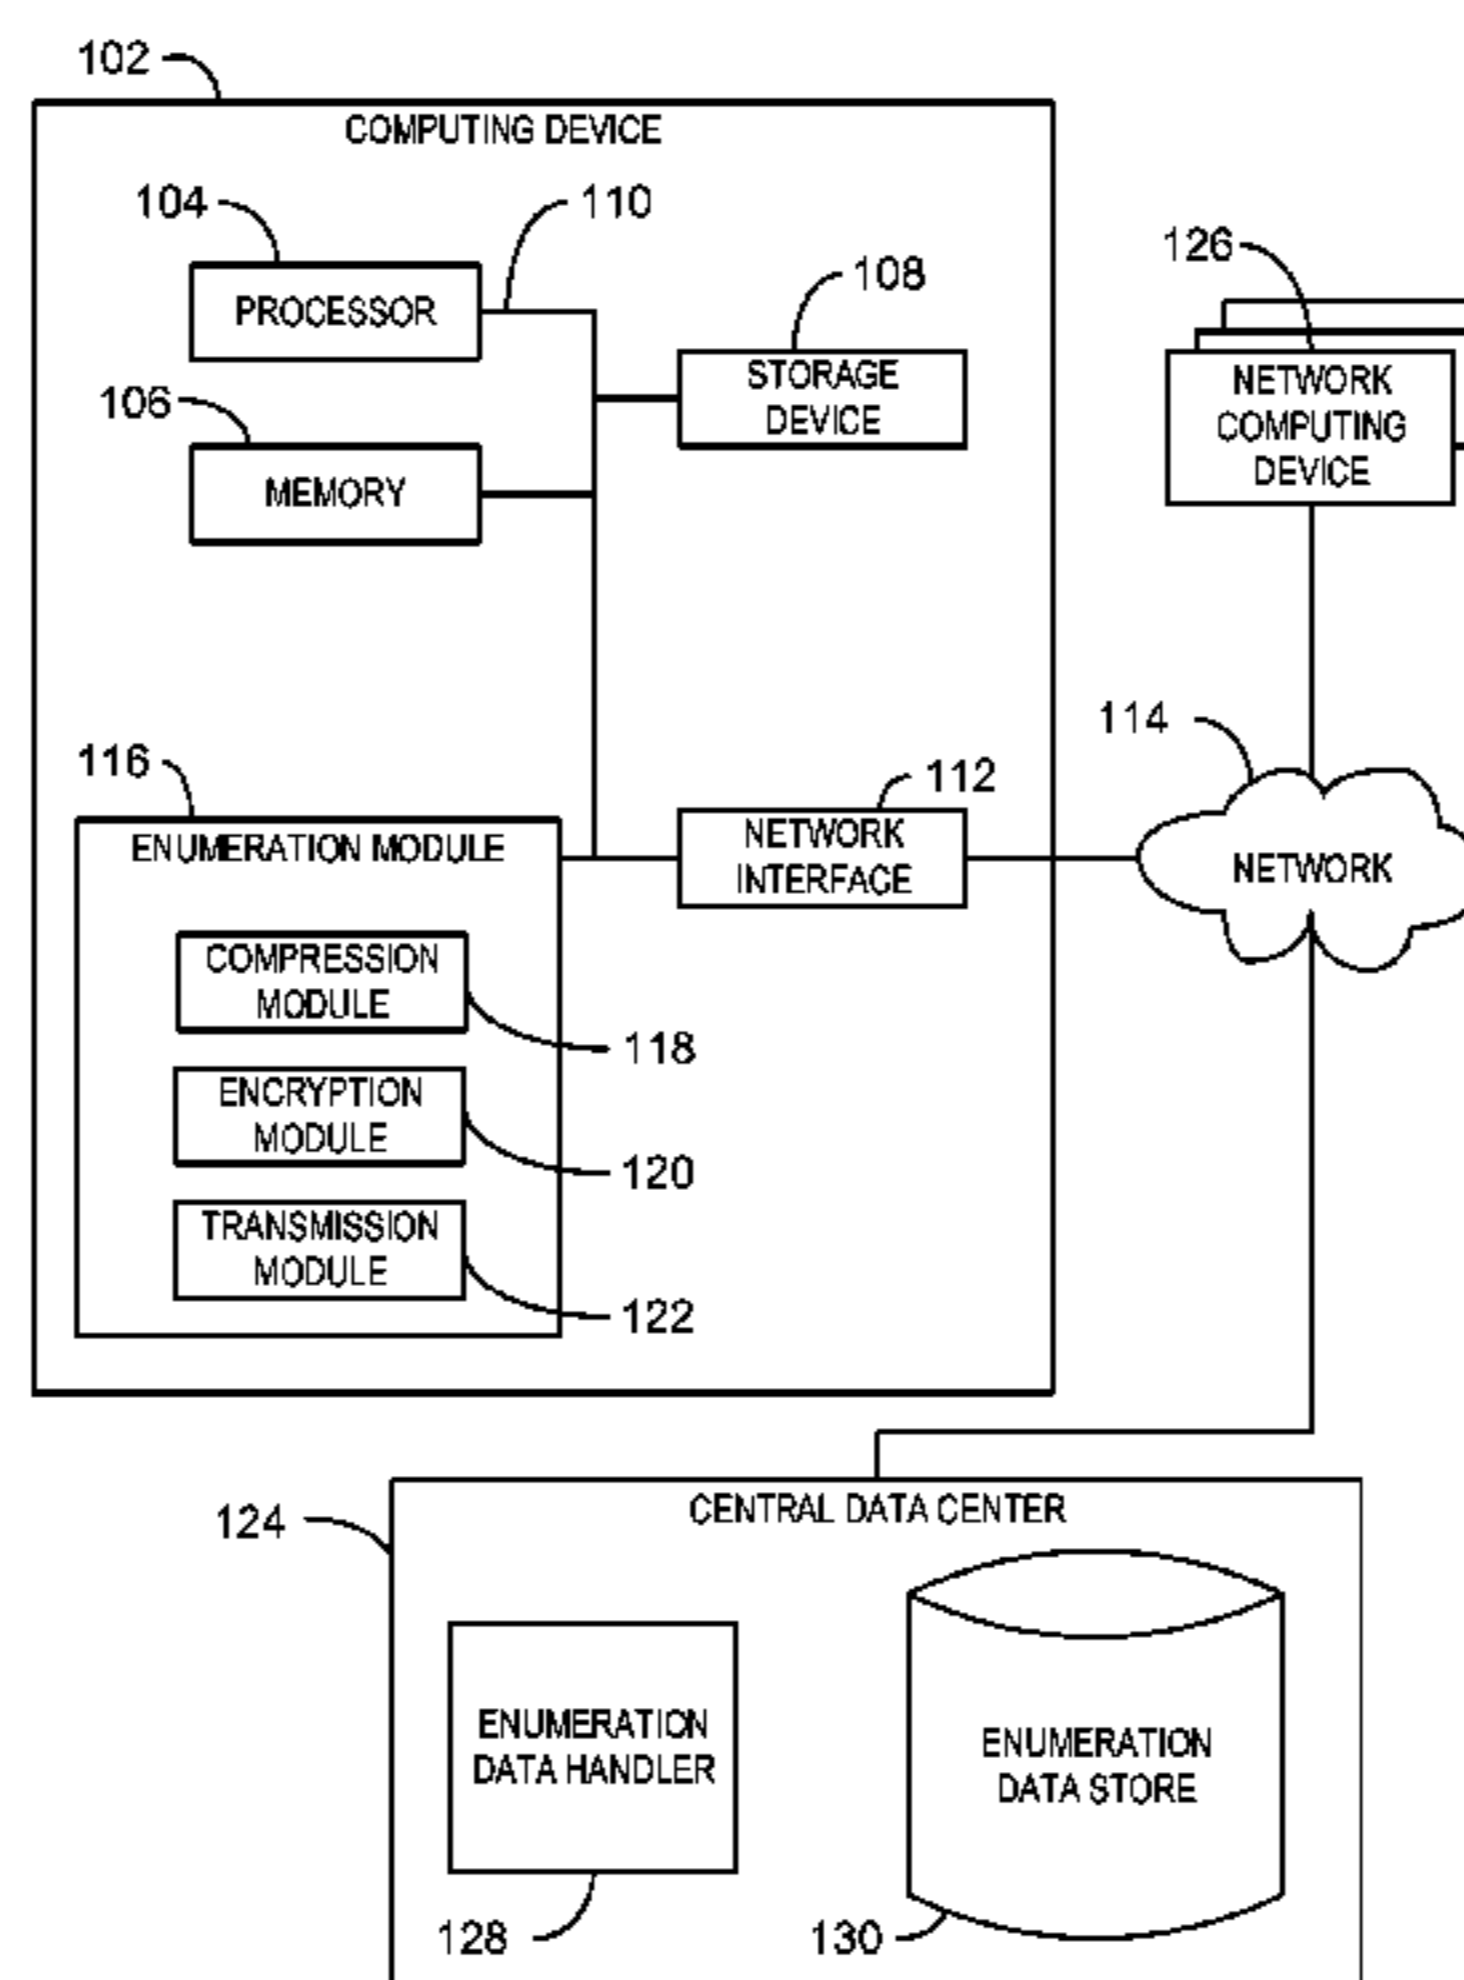 102
COMPUTING DEVICE
104
110
PROCESSOR
108
STORAGE
DEVICE
106
MEMORY
126
NETWORK
COMPUTING
DEVICE
114
NETWORK
116
112
ENUMERATION MODULE
NETWORK
INTERFACE
COMPRESSION
MODULE
118
ENCRYPTION
MODULE
120
TRANSMISSION
MODULE
122
124
CENTRAL DATA CENTER
ENUMERATION
DATA HANDLER
ENUMERATION
DATA STORE
128
130